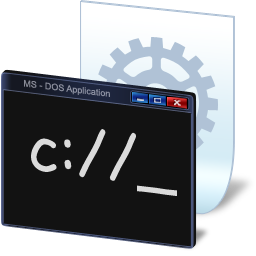 MS - DOS Application
c://_